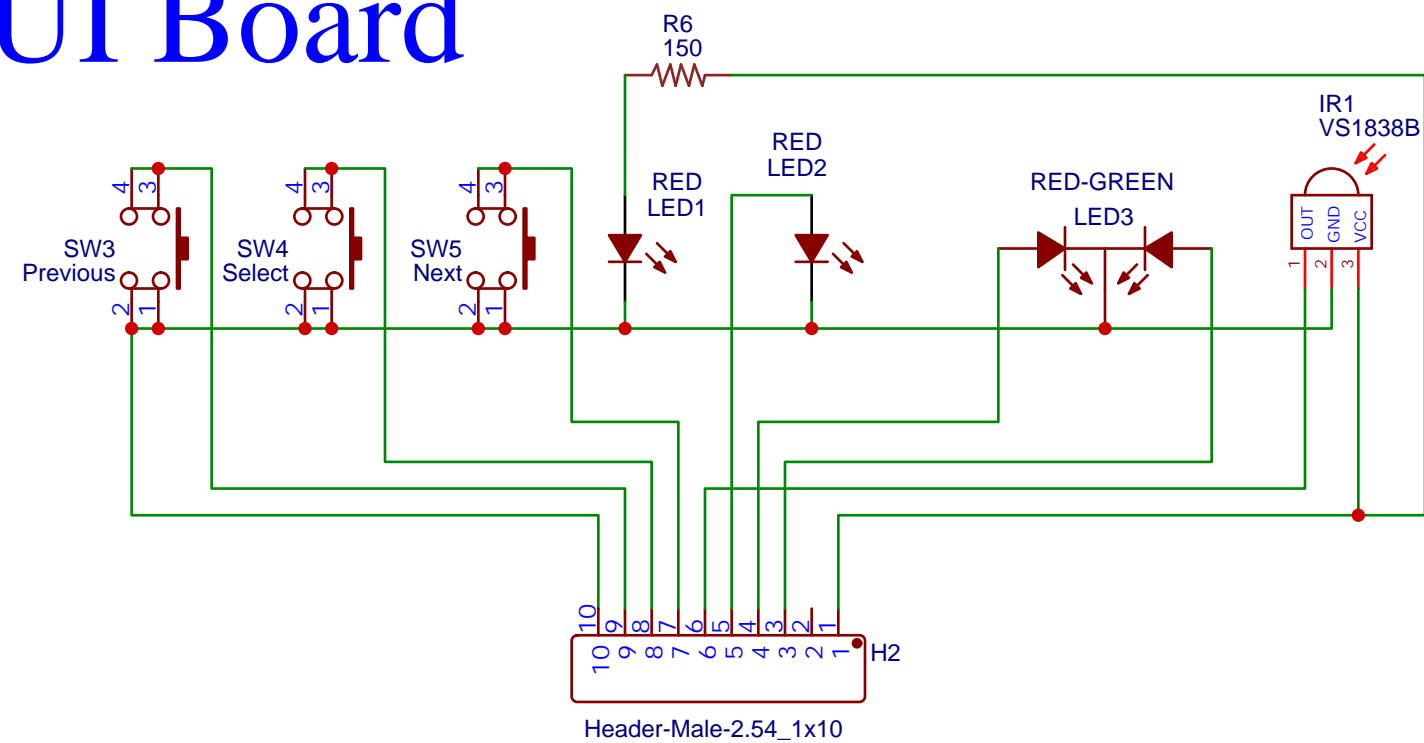 UI Board
R6
150
IR1
VS1838B
RED
LED2
RED
LED1
RED-GREEN
LED3
4
3
4
3
4
3
OUT
GND
VCC
SW3
Previous
SW4
Select
SW5
Next
1
2
3
2
1
2
1
2
1
10
9
8
7
6
5
4
3
2
1
10
9
8
7
6
5
4
3
2
1
H2
Header-Male-2.54_1x10